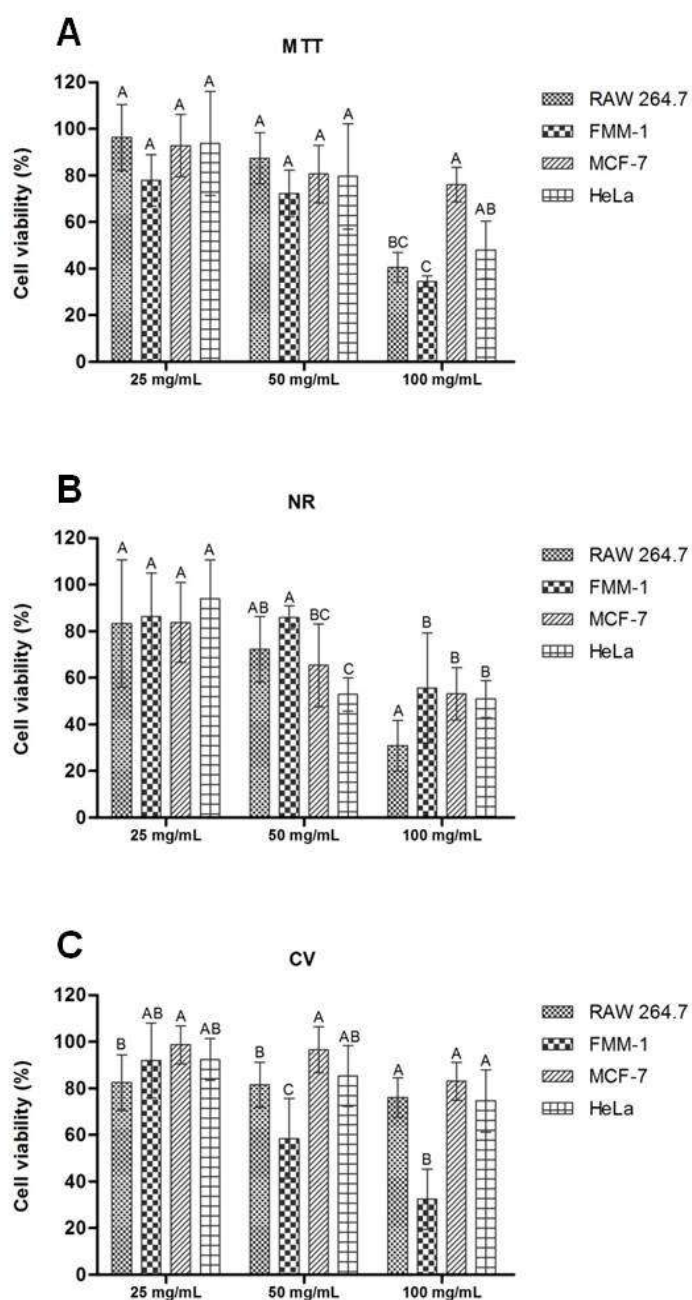 A
MTT
Cell viability (%)
120
100
80
60
40
20
0
A A A A
A A A A
BC C A AB
25 mg/mL 50 mg/mL 100 mg/mL
RAW 264.7
FMM-1
MCF-7
HeLa
B
NR
Cell viability (%)
120
100
80
60
40
20
0
A A A A
AB A BC C
A B B B
25 mg/mL 50 mg/mL 100 mg/mL
RAW 264.7
FMM-1
MCF-7
HeLa
C
CV
Cell viability (%)
120
100
80
60
40
20
0
B AB A AB
B C A AB
A B A A
25 mg/mL 50 mg/mL 100 mg/mL
RAW 264.7
FMM-1
MCF-7
HeLa